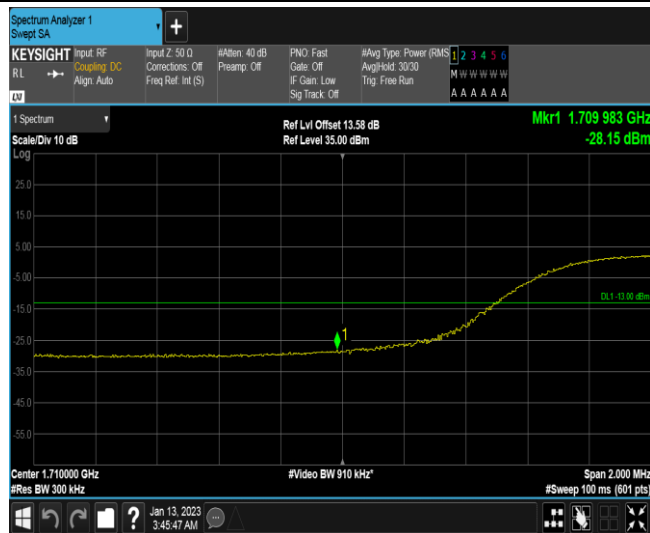 Spectrum Analyzer 1
Swept SA
KEYSIGHT
RL
Input: RF
Coupling: DC
Align: Auto
Input Z: 50 Ω
Corrections: Off
Freq Ref: Int (S)
#Atten: 40 dB
Preamp: Off
PNO: Fast
Gate: Off
IF Gain: Low
Sig Track: Off
#Avg Type: Power (RMS
Avg|Hold: 30/30
Trig: Free Run
1 2 3 4 5 6
M W W W W W
A A A A A A
1 Spectrum
Scale/Div 10 dB
Ref Lvl Offset 13.58 dB
Ref Level 35.00 dBm
Mkr1 1.709 983 GHz
-28.15 dBm
Log
25.0
15.0
5.00
-5.00
DL1 -13.00 dBm
-15.0
1
-25.0
-35.0
-45.0
-55.0
Center 1.710000 GHz
#Video BW 910 kHz*
Span 2.000 MHz
#Res BW 300 kHz
#Sweep 100 ms (601 pts)
Jan 13, 2023
3:45:47 AM